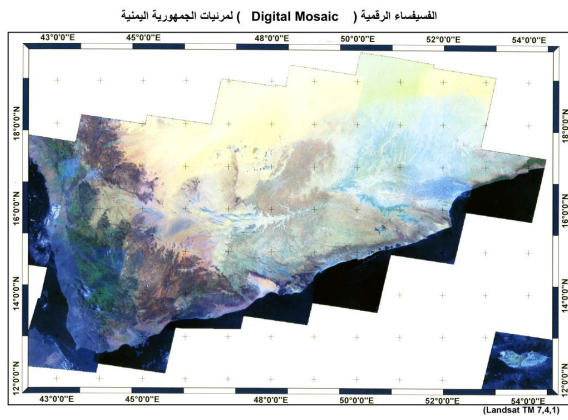 الفسيفساء الرقمية ( Digital Mosaic ) لمرئيات الجمهورية اليمنية
43°0'0"E 45°0'0"E 48°0'0"E 50°0'0"E 52°0'0"E 54°0'0"E
18°0'0"N 18°0'0"N
16°0'0"N 16°0'0"N
14°0'0"N 14°0'0"N
12°0'0"N 12°0'0"N
43°0'0"E 45°0'0"E 48°0'0"E 50°0'0"E 52°0'0"E 54°0'0"E
(Landsat TM 7,4,1)